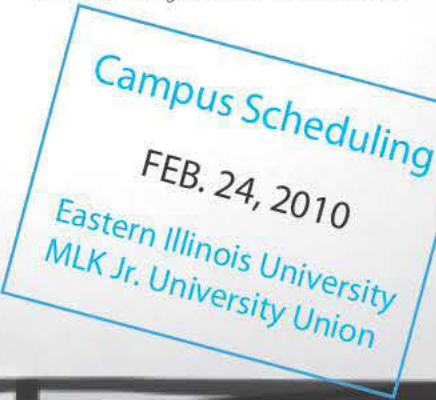 Campus Scheduling
FEB. 24, 2010
Eastern Illinois University
MLK Jr. University Union